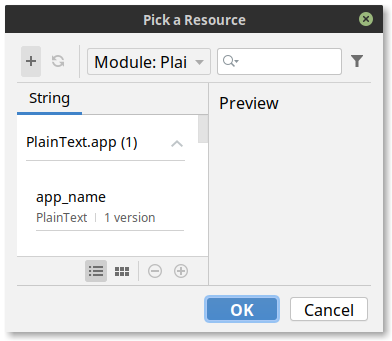 Pick a Resource
Module: Plai
String
Preview
PlainText.app (1)
app_name
PlainText | 1 version
OK
Cancel